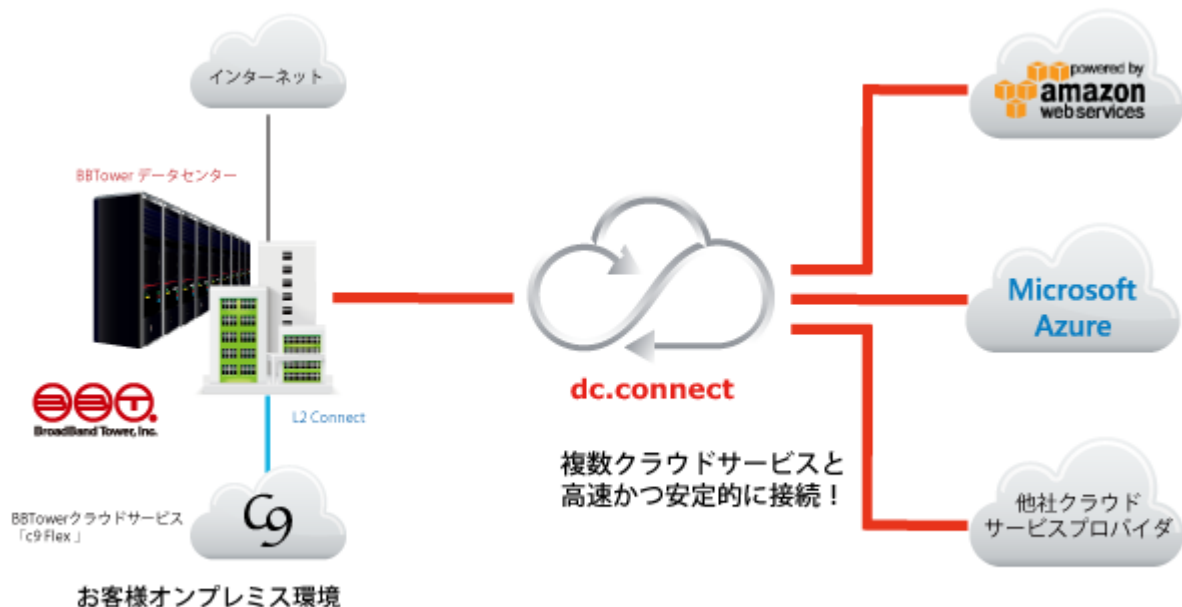 インターネット
BBTower データセンター
BBT.
BroadBand Tower, Inc.
L2 Connect
C9
BBTowerクラウドサービス
「c9 Flex 」
お客様オンプレミス環境
dc.connect
複数クラウドサービスと
高速かつ安定的に接続！
powered by
amazon
webservices
Microsoft
Azure
他社クラウド
サービスプロバイダ